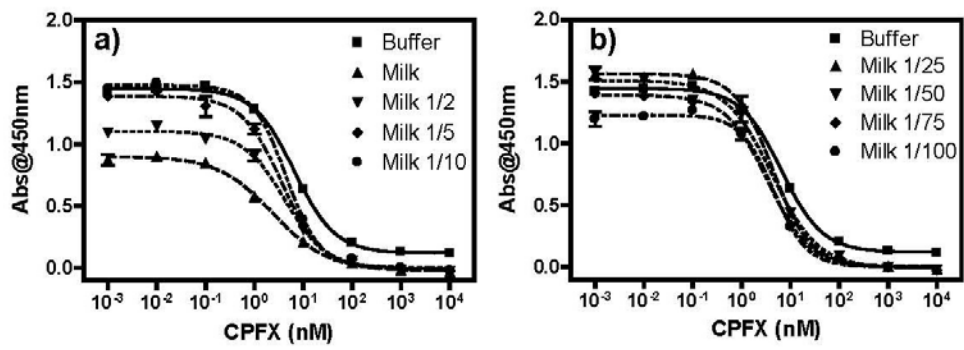 a)
2.0
1.5
1.0
0.5
0.0
Abs@450nm
Buffer
Milk
Milk 1/2
Milk 1/5
Milk 1/10
10⁻³ 10⁻² 10⁻¹ 10⁰ 10¹ 10² 10³ 10⁴
CPFX (nM)
b)
2.0
1.5
1.0
0.5
0.0
Abs@450nm
Buffer
Milk 1/25
Milk 1/50
Milk 1/75
Milk 1/100
10⁻³ 10⁻² 10⁻¹ 10⁰ 10¹ 10² 10³ 10⁴
CPFX (nM)